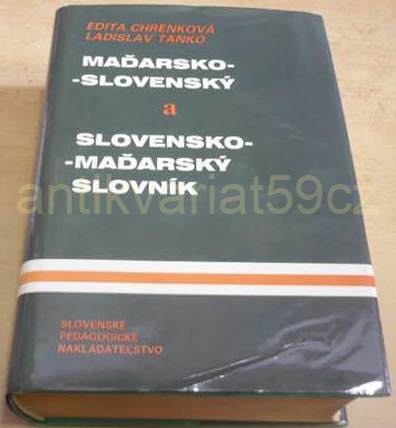 EDITA CHRENKOVÁ
LADISLAV TANKÓ
MAĎARSKO-
-SLOVENSKÝ
a
SLOVENSKO-
-MAĎARSKÝ
SLOVNÍK
antikvariat59cz
SLOVENSKÉ
PEDAGOGICKÉ
NAKLADATEĽSTVO